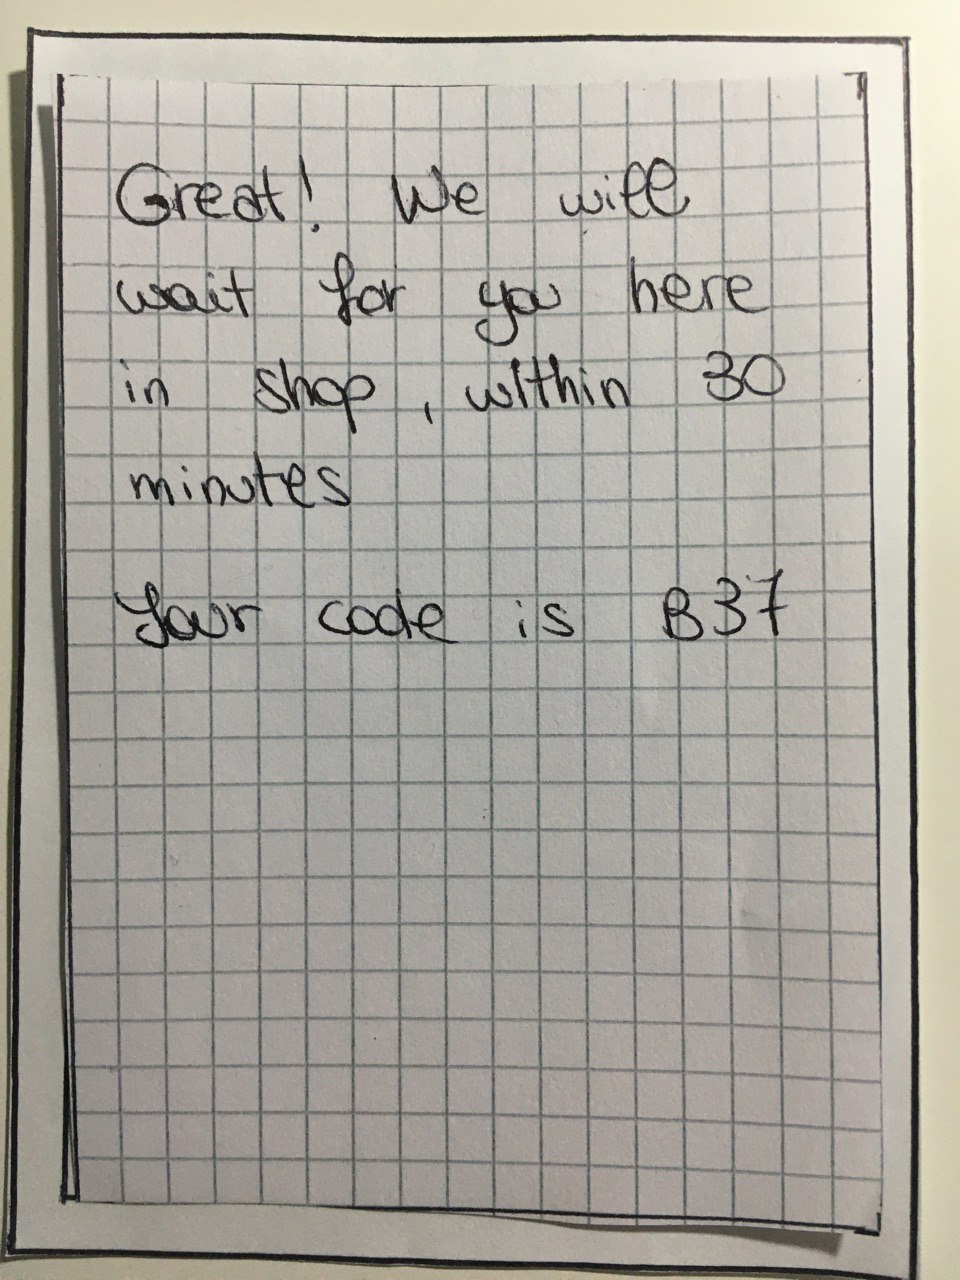 Great! We will
wait for you here
in shop, within 30
minutes
Your code is B37